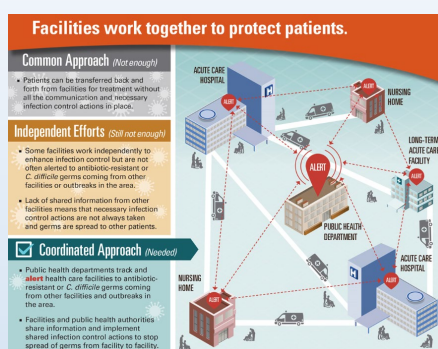 Facilities work together to protect patients.
Common Approach (Not enough)
• Patients can be transferred back and
forth from facilities for treatment without
all the communication and necessary
infection control actions in place.
Independent Efforts (Still not enough)
• Some facilities work independently to
enhance infection control but are not
often alerted to antibiotic-resistant or
C. difficile germs coming from other
facilities or outbreaks in the area.
• Lack of shared information from other
facilities means that necessary infection
control actions are not always taken
and germs are spread to other patients.
Coordinated Approach (Needed)
• Public health departments track and
alert health care facilities to antibiotic-
resistant or C. difficile germs coming
from other facilities and outbreaks in
the area.
• Facilities and public health authorities
share information and implement
shared infection control actions to stop
spread of germs from facility to facility.
ACUTE CARE
HOSPITAL
ALERT
H
NURSING
HOME
ALERT
LONG-TERM
ACUTE CARE
FACILITY
ALERT
ALERT
PUBLIC HEALTH
DEPARTMENT
NURSING
HOME
ALERT
ACUTE CARE
HOSPITAL
ALERT
H